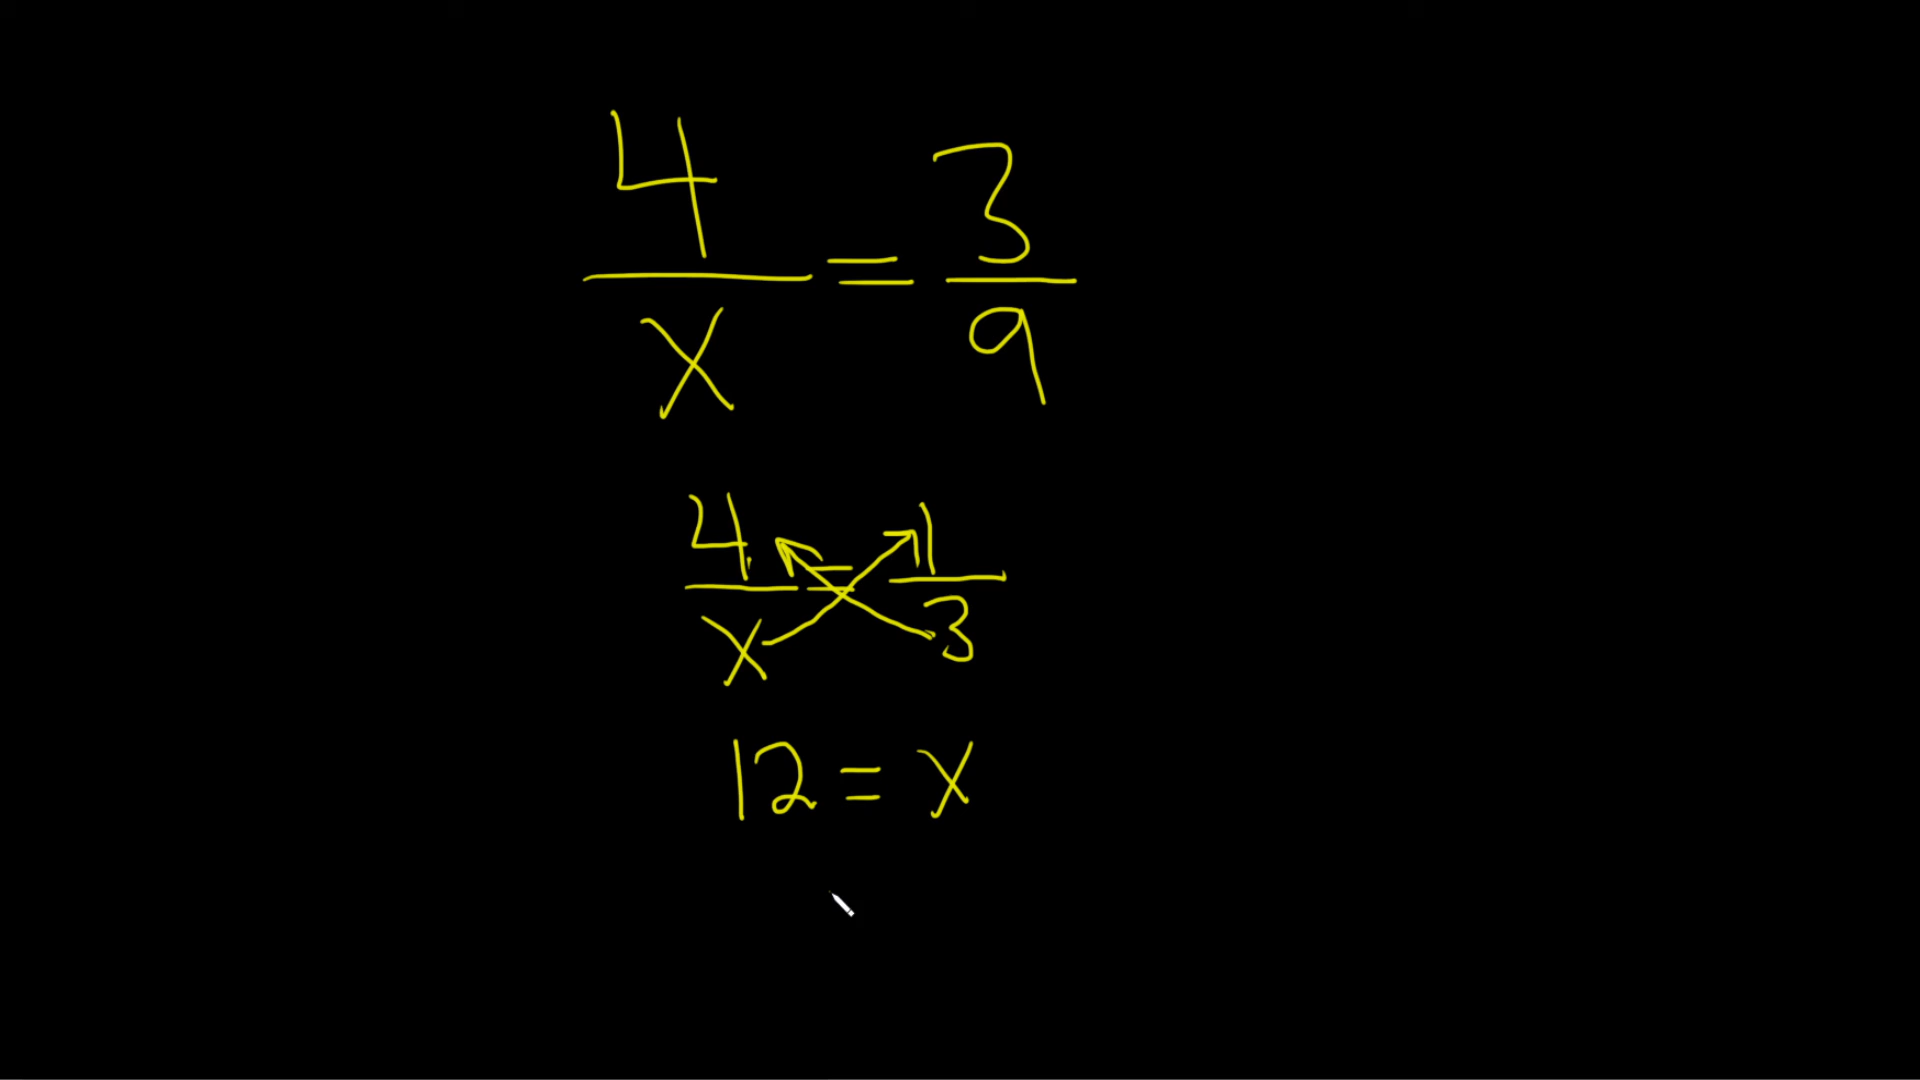 4/x = 3/9
4/x = 1/3
12 = x